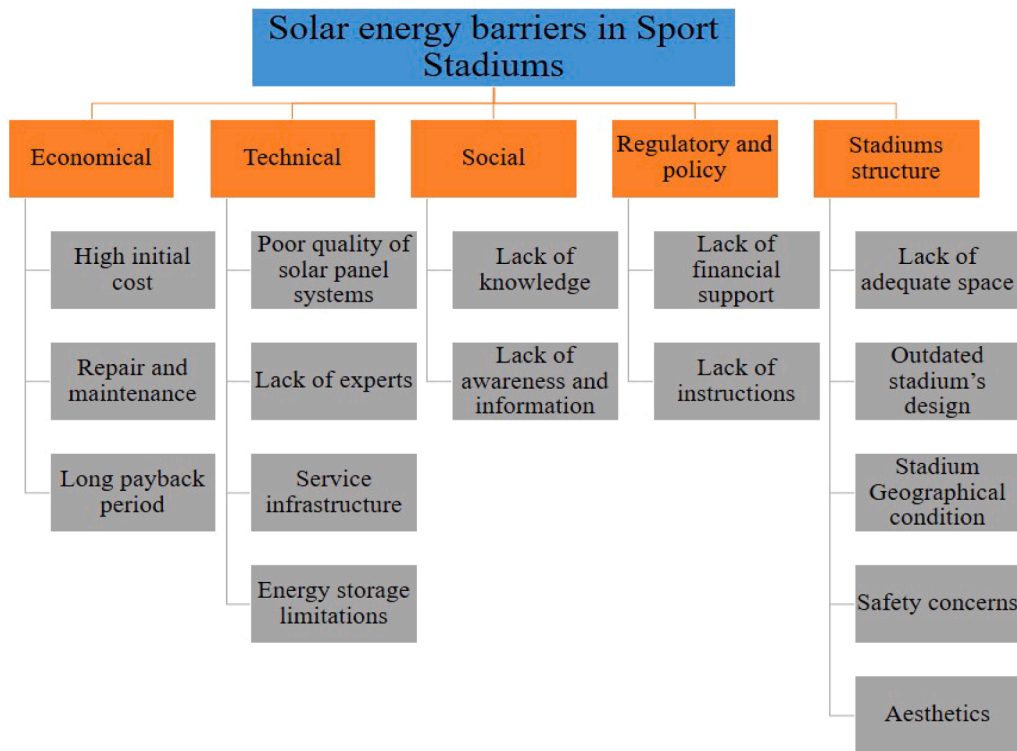 Solar energy barriers in Sport
Stadiums
Economical
High initial
cost
Repair and
maintenance
Long payback
period
Technical
Poor quality of
solar panel
systems
Lack of experts
Service
infrastructure
Energy storage
limitations
Social
Lack of
knowledge
Lack of
awareness and
information
Regulatory and
policy
Lack of
financial
support
Lack of
instructions
Stadiums
structure
Lack of
adequate space
Outdated
stadium’s
design
Stadium
Geographical
condition
Safety concerns
Aesthetics